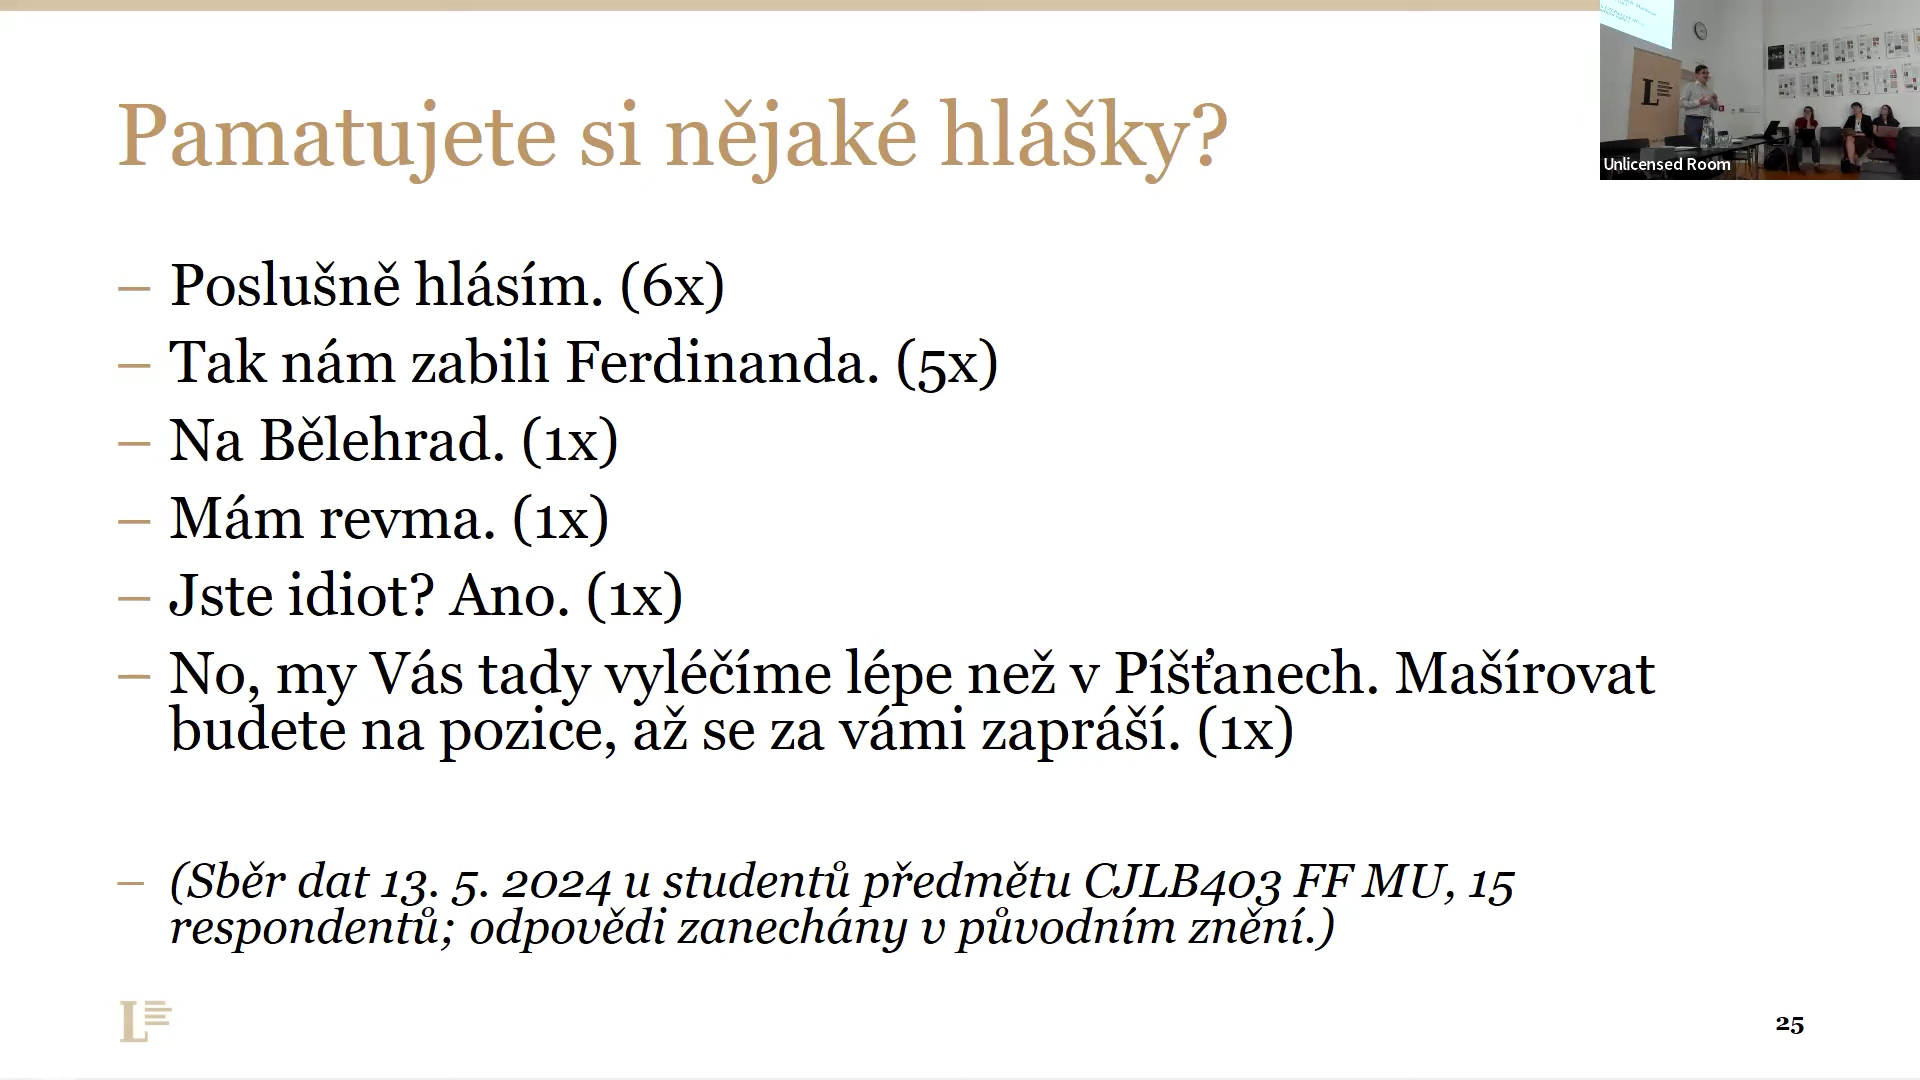 Pamatujete si nějaké hlášky?
– Poslušně hlásím. (6x)
– Tak nám zabili Ferdinanda. (5x)
– Na Bělehrad. (1x)
– Mám revma. (1x)
– Jste idiot? Ano. (1x)
– No, my Vás tady vyléčíme lépe než v Píšťanech. Mašírovat
budete na pozice, až se za vámi zapráší. (1x)
– (Sběr dat 13. 5. 2024 u studentů předmětu CJLB403 FF MU, 15
respondentů; odpovědi zanechány v původním znění.)
L
25
L
Unlicensed Room